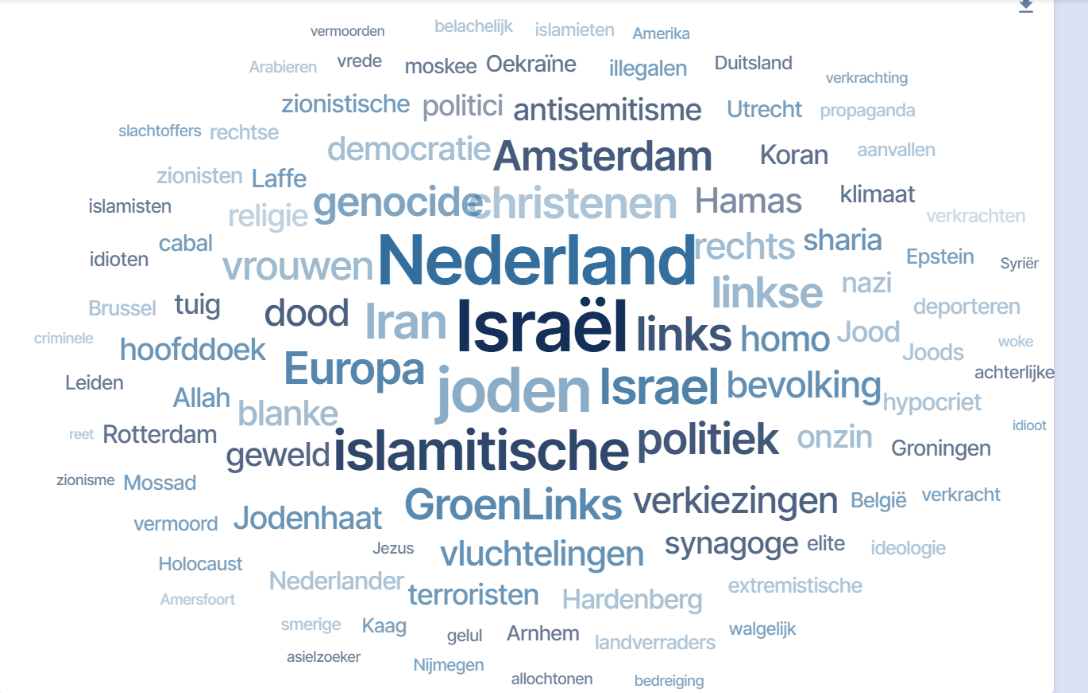 vermoorden belachelijk islamieten Amerika
Arabieren vrede moskee Oekraïne illegalen Duitsland verkrachting
zionistische politici antisemitisme Utrecht propaganda
slachtoffers rechtse democratie Amsterdam Koran aanvallen
zionisten Laffe genocide christenen Hamas klimaat
islamisten religie verkrachten
idioten cabal vrouwen Nederland rechts sharia Epstein Syriër
Brussel tuig dood Iran Israël linkse nazi deporteren
criminele hoofddoek links homo Jood Joods woke
Leiden Europa joden Israel bevolking achterlijke
Allah blanke hypocriet
reet Rotterdam geweld islamitische politiek onzin Groningen idioot
zionisme Mossad GroenLinks verkiezingen België verkracht
vermoord Jodenhaat
Holocaust Jezus vluchtelingen synagoge elite ideologie
Amersfoort Nederlander terroristen Hardenberg extremistische
smerige Kaag gelul Arnhem landverraders walgelijk
asielzoeker Nijmegen allochtonen bedreiging